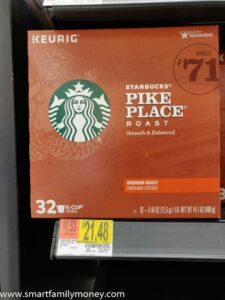 KEURIG
STARBUCKS
REWARDS
SINCE
'71
STARBUCKS®
PIKE
PLACE®
ROAST
Smooth & Balanced
MEDIUM ROAST
GROUND COFFEE
32 K-CUP®
PODS
$21.48
www.smartfamilymoney.com